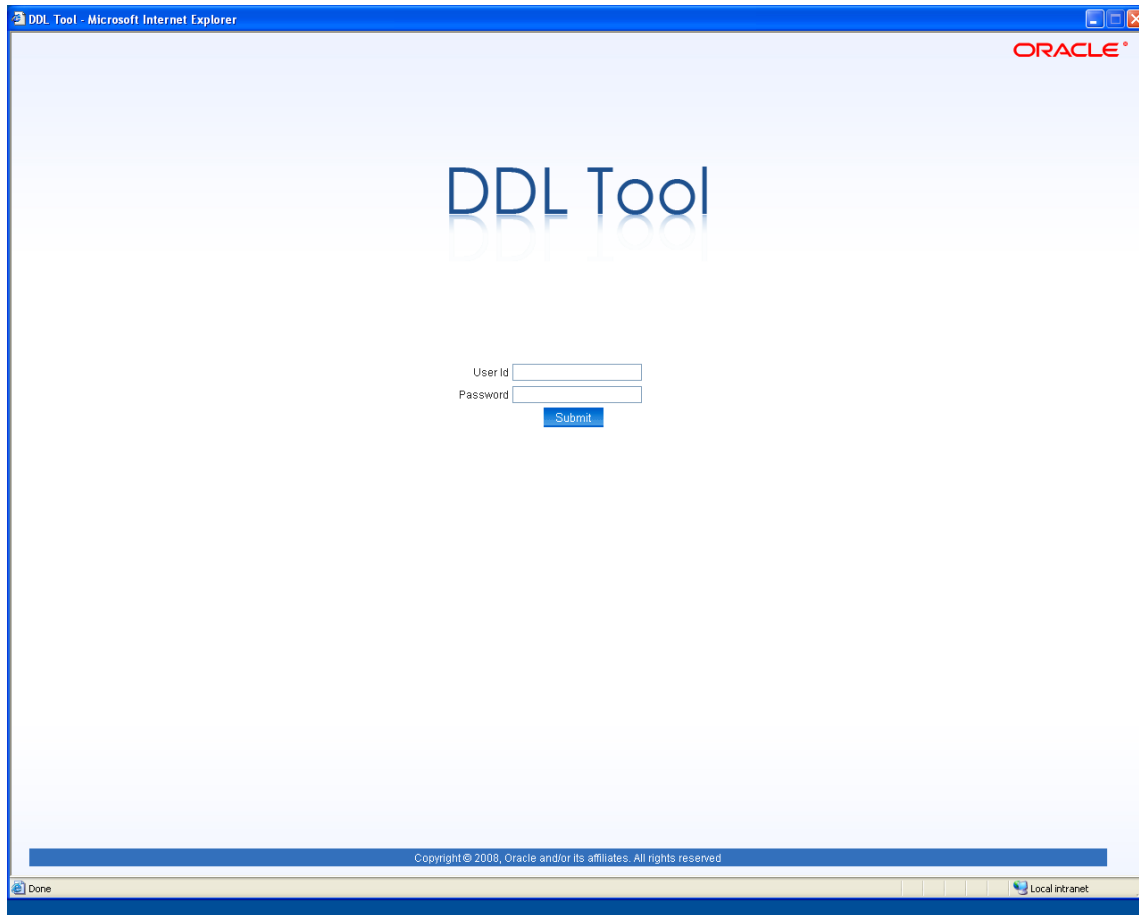 DDL Tool - Microsoft Internet Explorer
ORACLE®
DDL Tool
User Id
Password
Submit
Copyright © 2008, Oracle and/or its affiliates. All rights reserved
Done
Local intranet